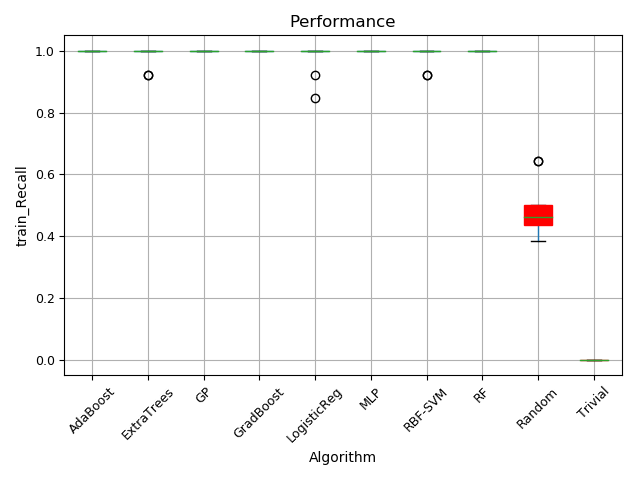 Performance
train_Recall
1.0
0.8
0.6
0.4
0.2
0.0
AdaBoost
ExtraTrees
GP
GradBoost
LogisticReg
MLP
RBF-SVM
RF
Random
Trivial
Algorithm